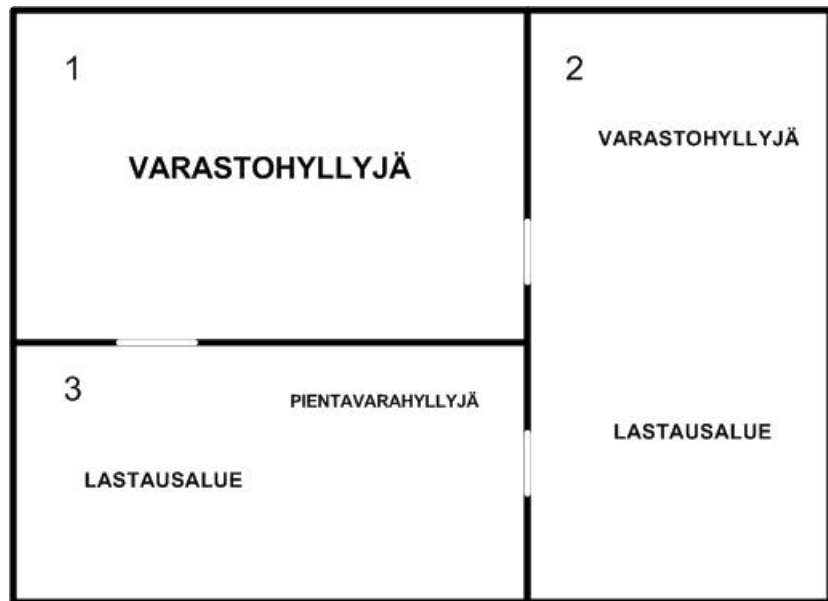 1
VARASTOHYLLYJÄ
2
VARASTOHYLLYJÄ
LASTAUSALUE
3
PIENTAVARAHYLLYJÄ
LASTAUSALUE